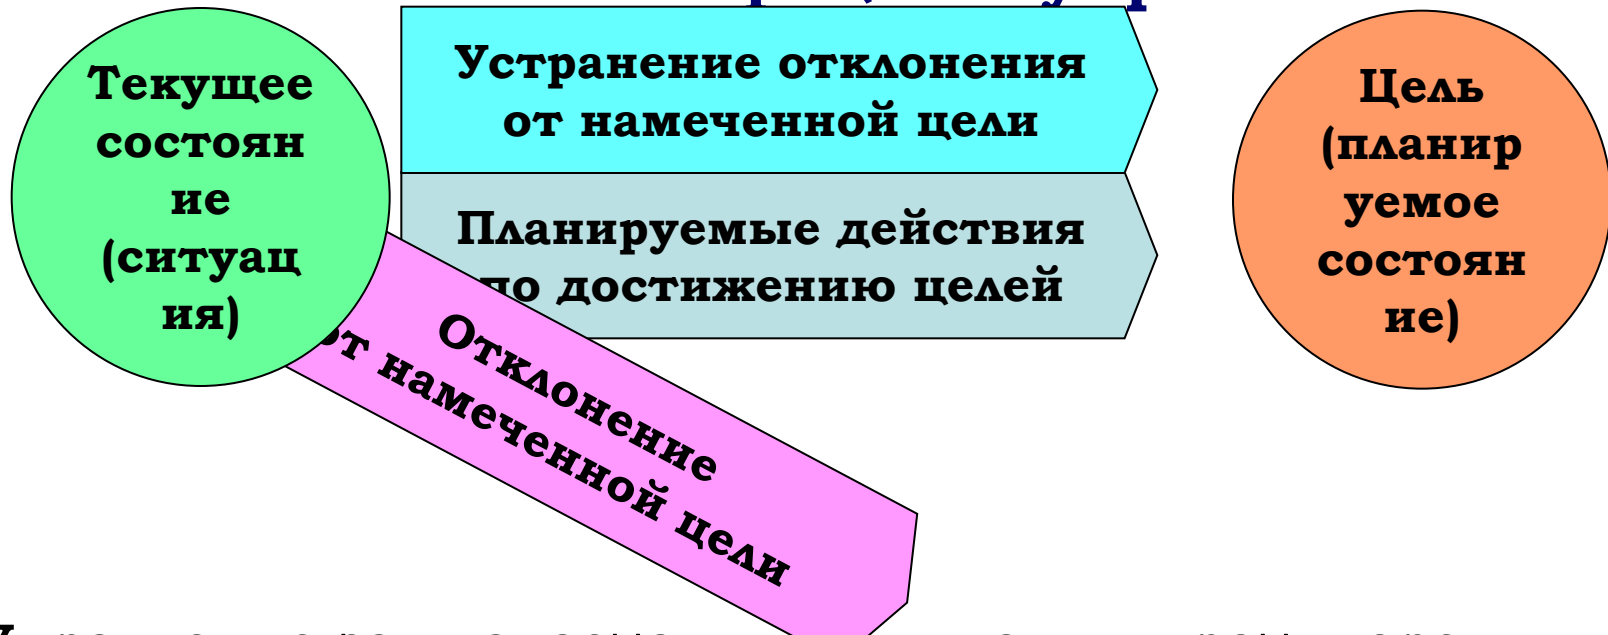 Текущее
состоян
ие
(ситуац
ия)
Устранение отклонения
от намеченной цели
Планируемые действия
по достижению целей
Отклонение
от намеченной цели
Цель
(планир
уемое
состоян
ие)